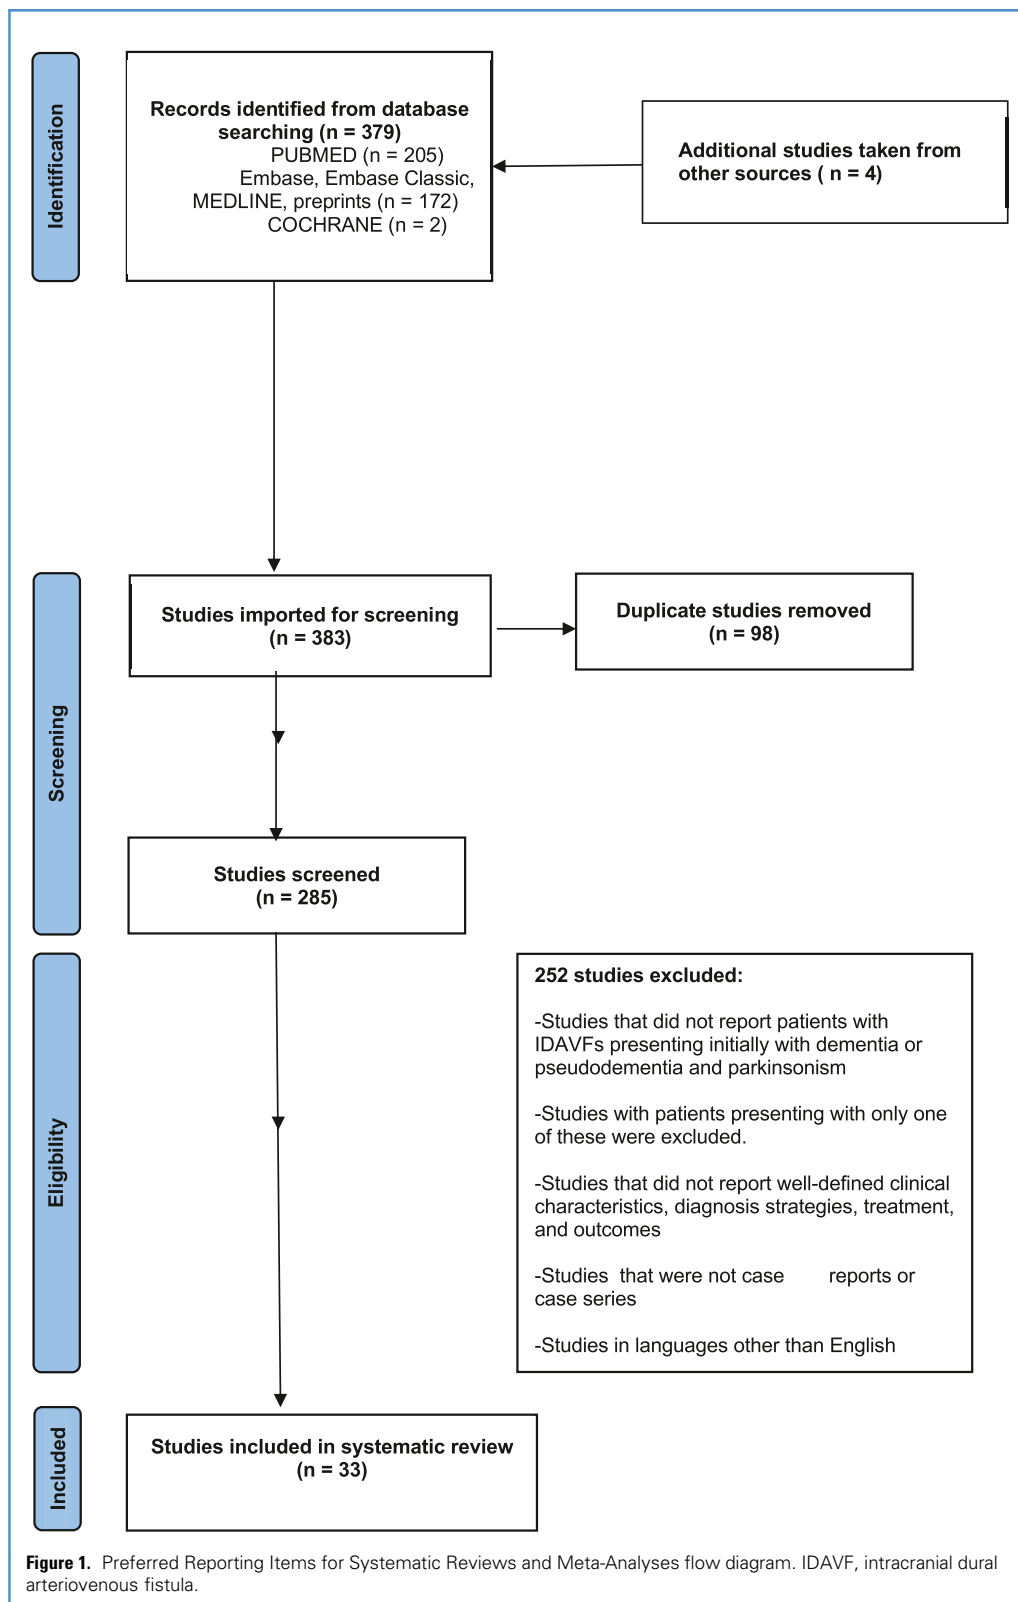 Identification
Records identified from database
searching (n = 379)
PUBMED (n = 205)
Embase, Embase Classic,
MEDLINE, preprints (n = 172)
COCHRANE (n = 2)
Additional studies taken from
other sources ( n = 4)
Screening
Studies imported for screening
(n = 383)
Duplicate studies removed
(n = 98)
Studies screened
(n = 285)
Eligibility
252 studies excluded:
-Studies that did not report patients with
IDAVFs presenting initially with dementia or
pseudodementia and parkinsonism
-Studies with patients presenting with only one
of these were excluded.
-Studies that did not report well-defined clinical
characteristics, diagnosis strategies, treatment,
and outcomes
-Studies that were not case reports or
case series
-Studies in languages other than English
Included
Studies included in systematic review
(n = 33)
Figure 1. Preferred Reporting Items for Systematic Reviews and Meta-Analyses flow diagram. IDAVF, intracranial dural
arteriovenous fistula.